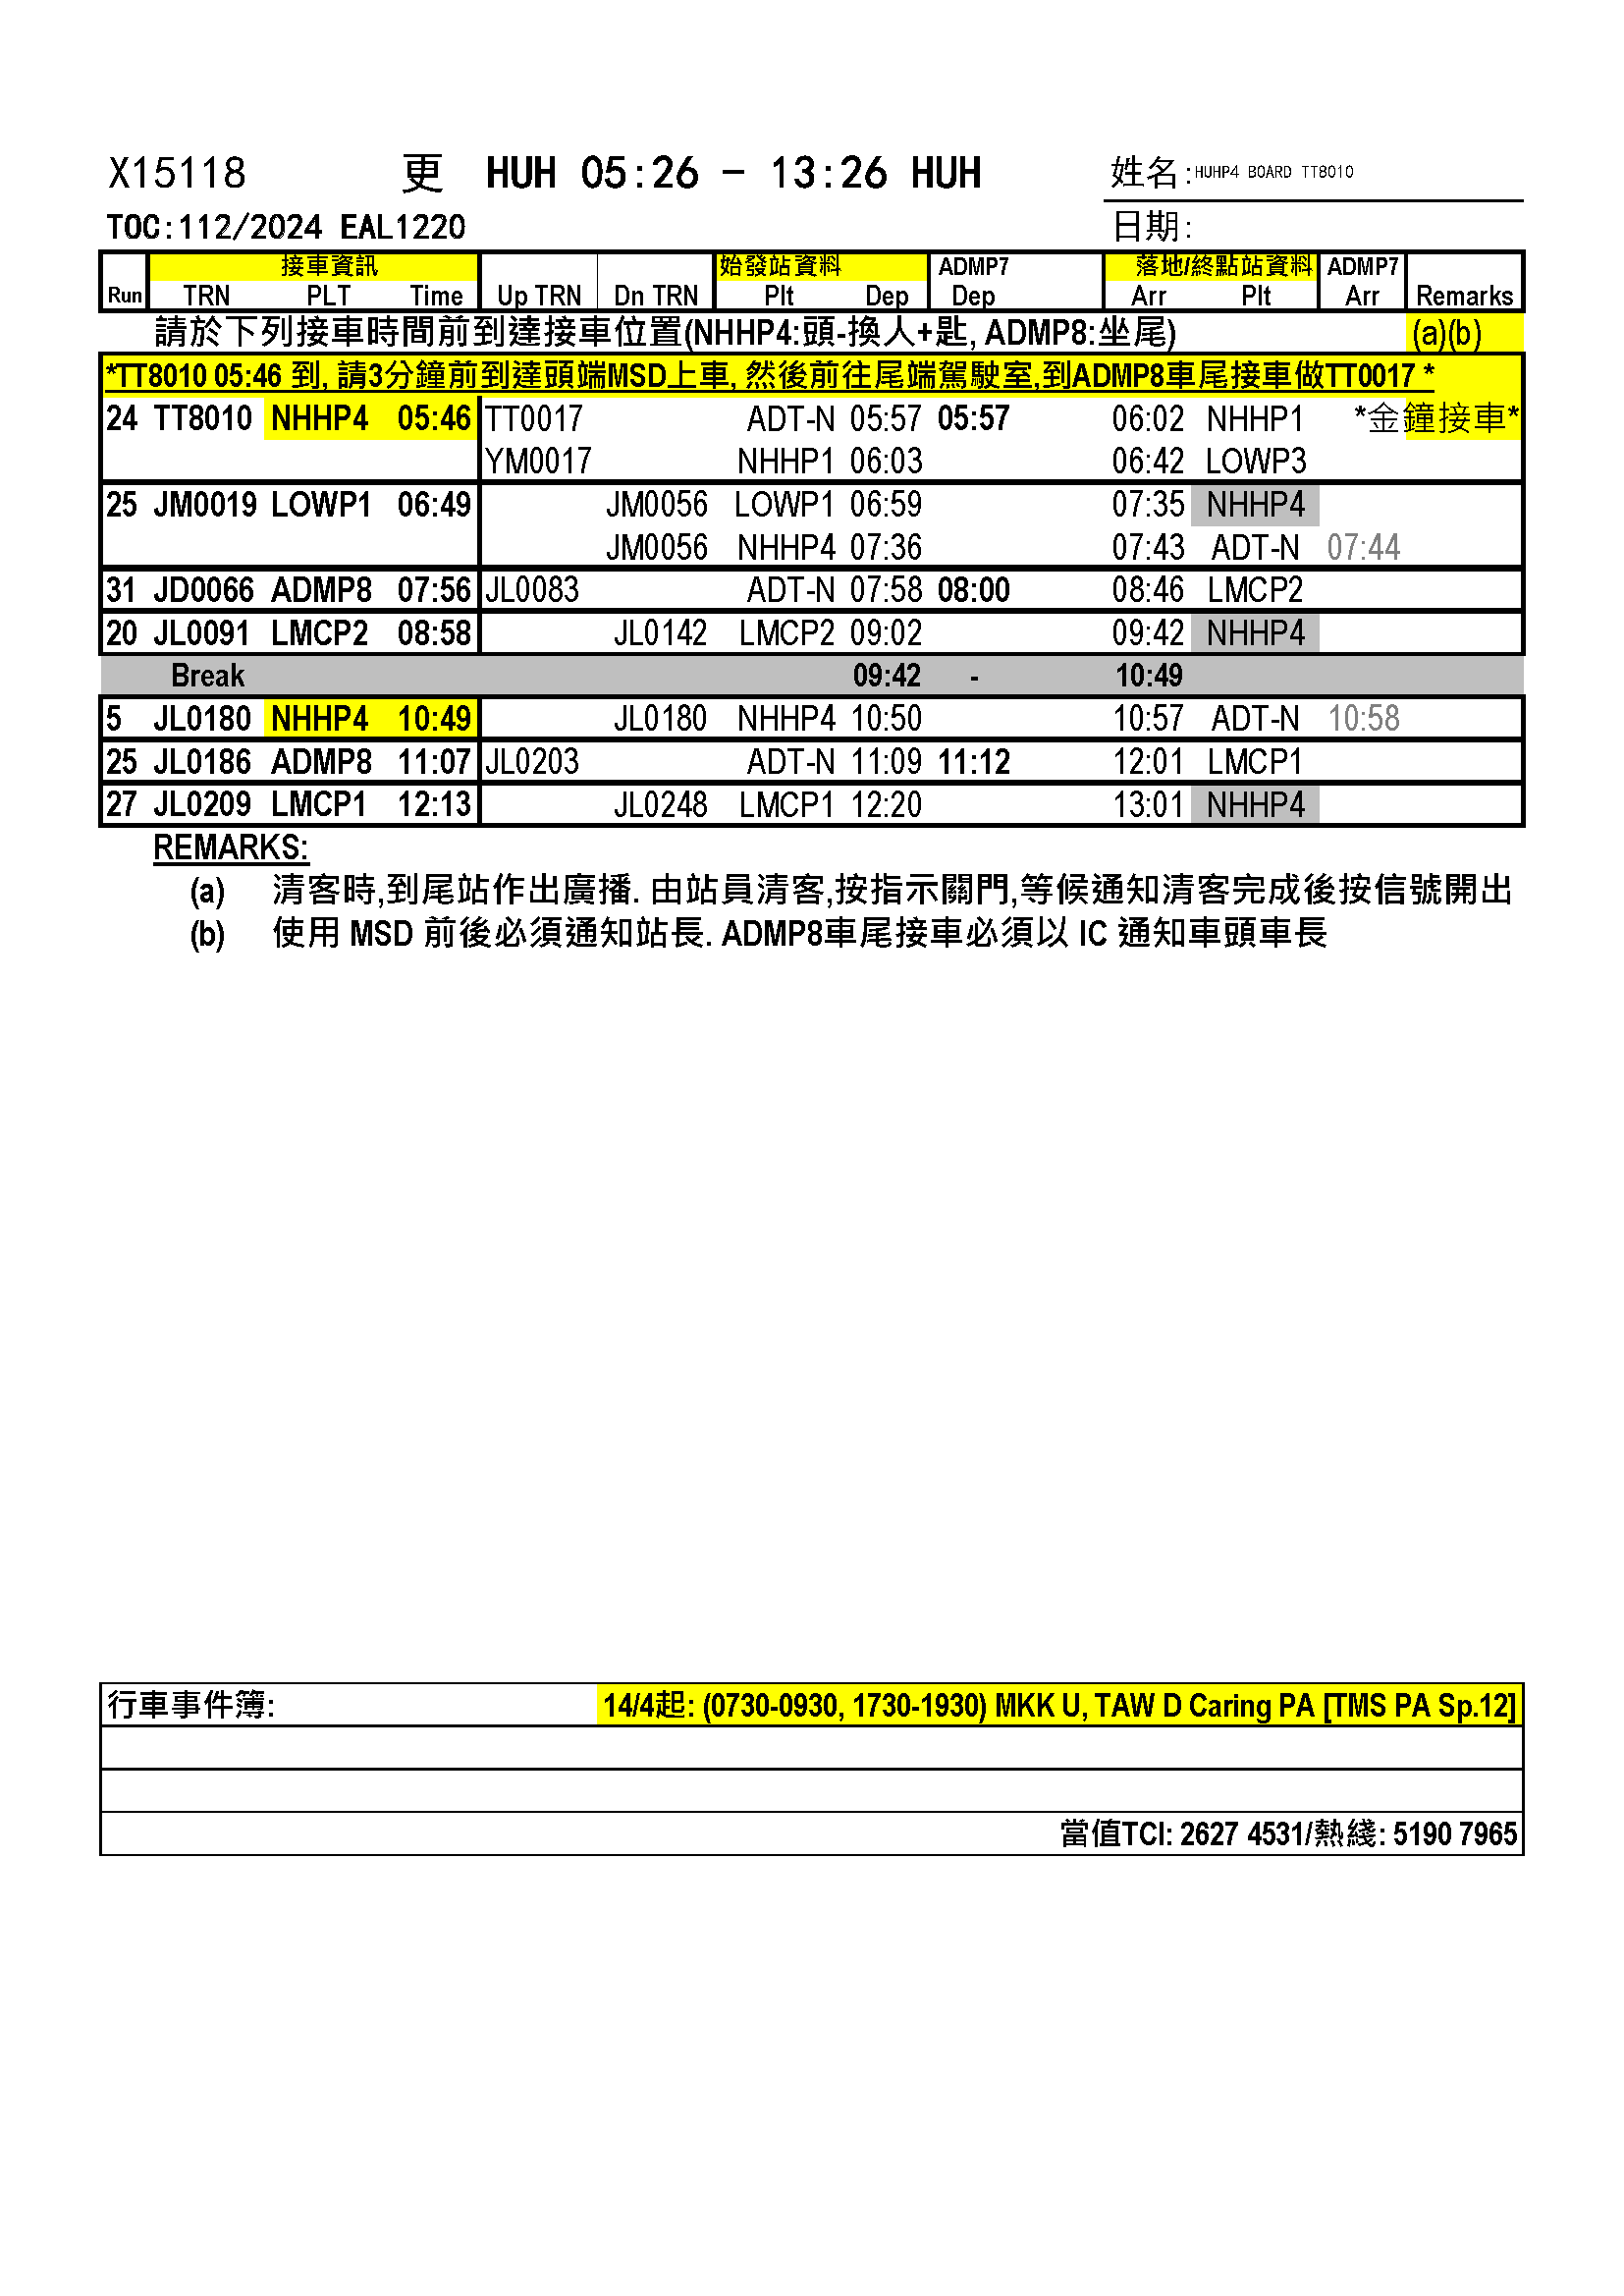 X15118 更 HUH 05:26 - 13:26 HUH 姓名:HUHP4 BOARD TT8010
TOC:112/2024 EAL1220 日期:
接車資訊 始發站資料 ADMP7 落地/終點站資料 ADMP7
Run TRN PLT Time Up TRN Dn TRN Plt Dep Dep Arr Plt Arr Remarks
請於下列接車時間前到達接車位置(NHHP4:頭-換人+匙, ADMP8:坐尾) (a)(b)
*TT8010 05:46 到, 請3分鐘前到達頭端MSD上車, 然後前往尾端駕駛室,到ADMP8車尾接車做TT0017 *
24 TT8010 NHHP4 05:46 TT0017 ADT-N 05:57 05:57 06:02 NHHP1 *金鐘接車*
YM0017 NHHP1 06:03 06:42 LOWP3
25 JM0019 LOWP1 06:49 JM0056 LOWP1 06:59 07:35 NHHP4
JM0056 NHHP4 07:36 07:43 ADT-N 07:44
31 JD0066 ADMP8 07:56 JL0083 ADT-N 07:58 08:00 08:46 LMCP2
20 JL0091 LMCP2 08:58 JL0142 LMCP2 09:02 09:42 NHHP4
Break 09:42 - 10:49
5 JL0180 NHHP4 10:49 JL0180 NHHP4 10:50 10:57 ADT-N 10:58
25 JL0186 ADMP8 11:07 JL0203 ADT-N 11:09 11:12 12:01 LMCP1
27 JL0209 LMCP1 12:13 JL0248 LMCP1 12:20 13:01 NHHP4
REMARKS:
(a) 清客時,到尾站作出廣播. 由站員清客,按指示關門,等候通知清客完成後按信號開出
(b) 使用 MSD 前後必須通知站長. ADMP8車尾接車必須以 IC 通知車頭車長
行車事件簿: 14/4起: (0730-0930, 1730-1930) MKK U, TAW D Caring PA [TMS PA Sp.12]
當值TCI: 2627 4531/熱綫: 5190 7965